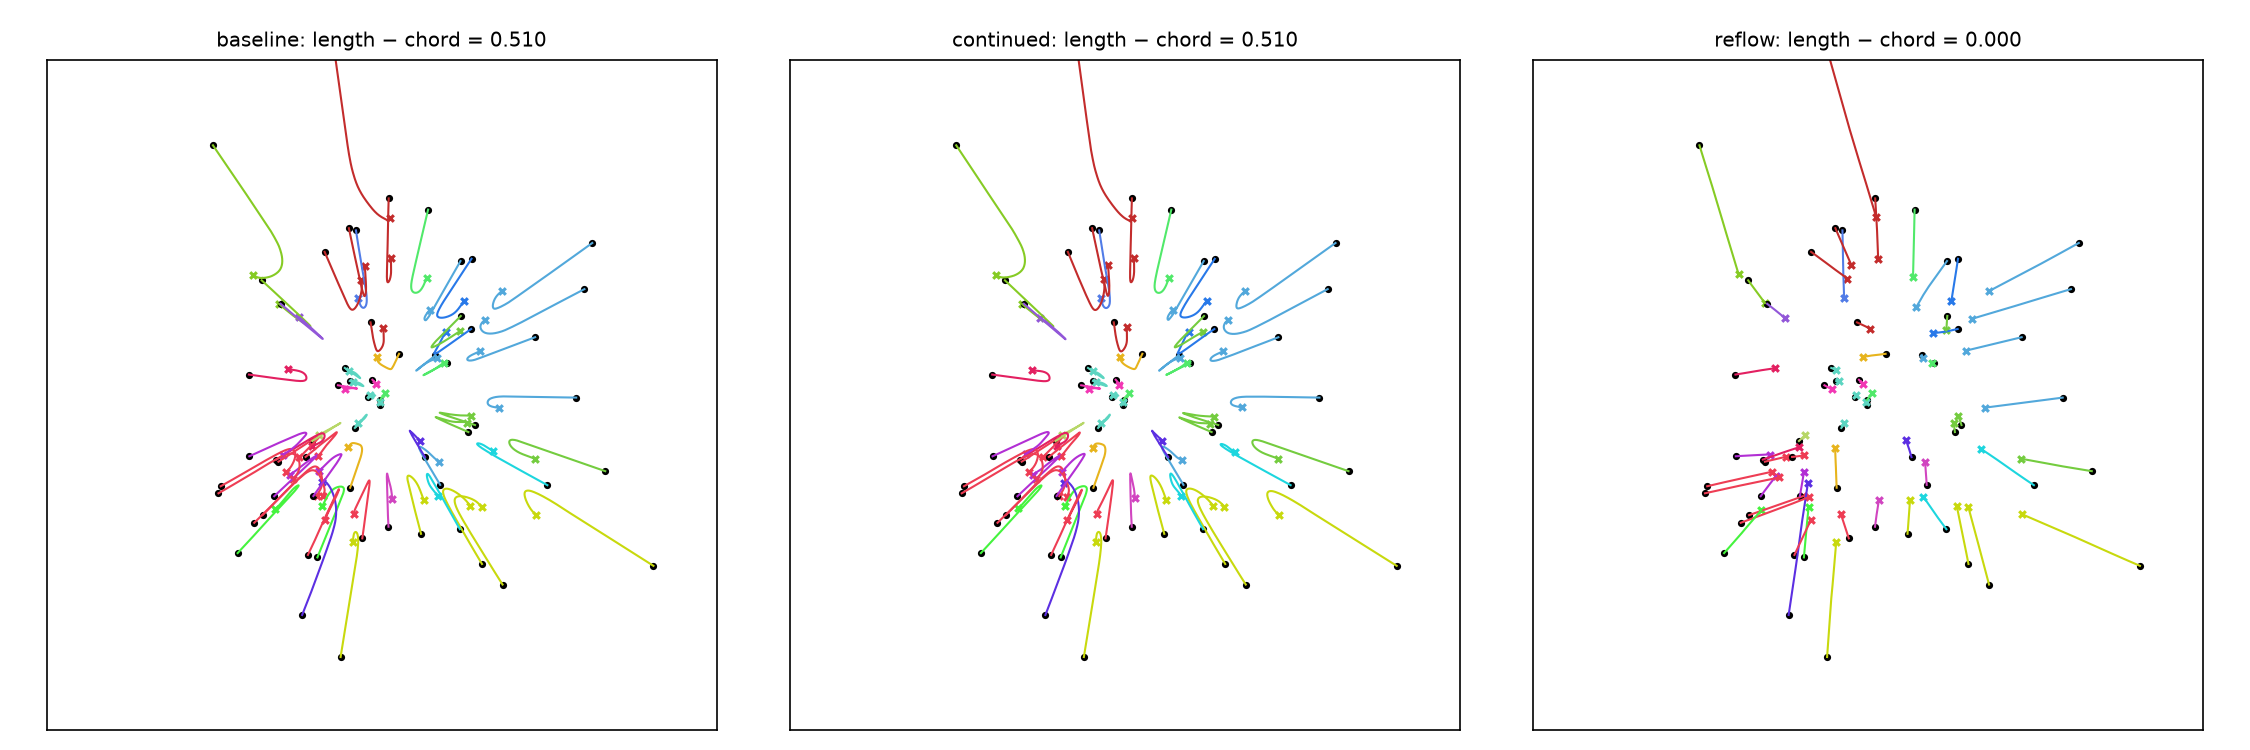 baseline: length − chord = 0.510
continued: length − chord = 0.510
reflow: length − chord = 0.000